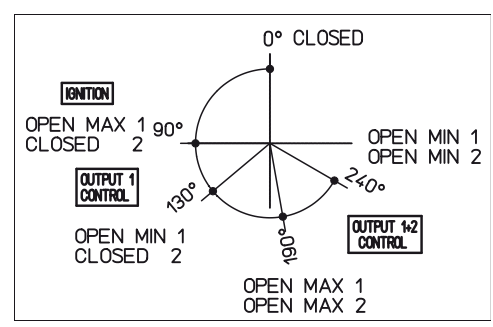 0° CLOSED
IGNITION
OPEN MAX 1
CLOSED 2
90°
OPEN MIN 1
OPEN MIN 2
OUTPUT 1
CONTROL
130°
240°
OPEN MIN 1
CLOSED 2
190°
OUTPUT 1+2
CONTROL
OPEN MAX 1
OPEN MAX 2